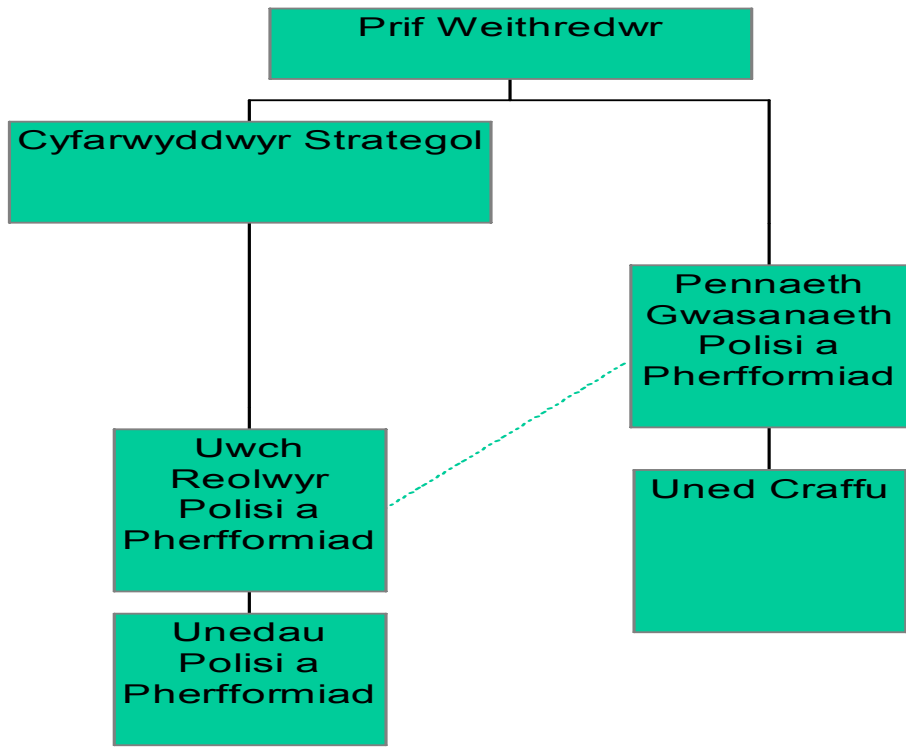 Prif Weithredwr
Cyfarwyddwyr Strategol
Pennaeth
Gwasanaeth
Polisi a
Pherfformiad
Uwch
Reolwyr
Polisi a
Pherfformiad
Uned Craffu
Unedau
Polisi a
Pherfformiad